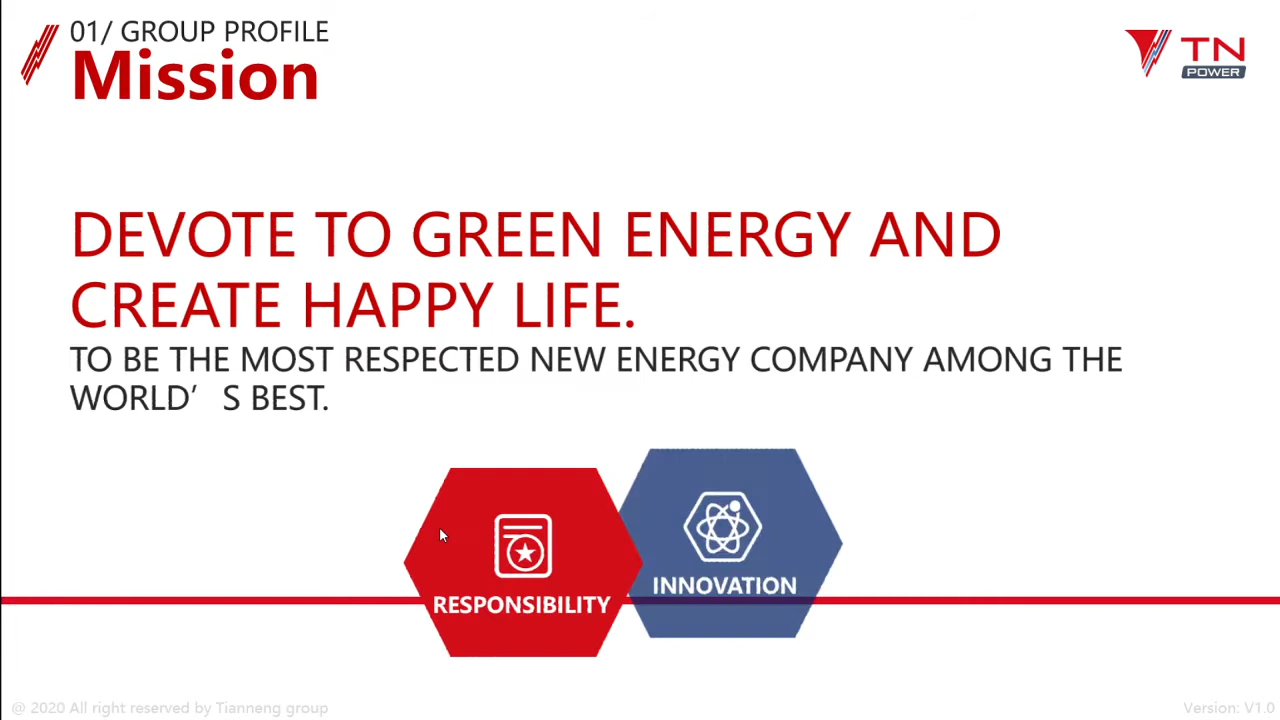 01/ GROUP PROFILE
Mission
TN
POWER
DEVOTE TO GREEN ENERGY AND
CREATE HAPPY LIFE.
TO BE THE MOST RESPECTED NEW ENERGY COMPANY AMONG THE
WORLD’ S BEST.
RESPONSIBILITY
INNOVATION
@ 2020 All right reserved by Tianneng group
Version: V1.0